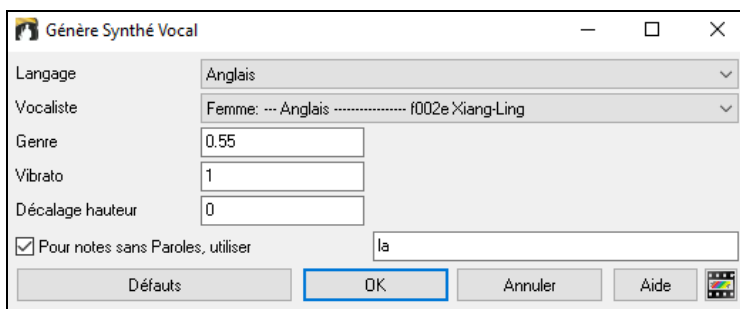 Génère Synthé Vocal
Langage Anglais
Vocaliste Femme: --- Anglais ----------------- f002e Xiang-Ling
Genre 0.55
Vibrato 1
Décalage hauteur 0
Pour notes sans Paroles, utiliser la
Défauts OK Annuler Aide